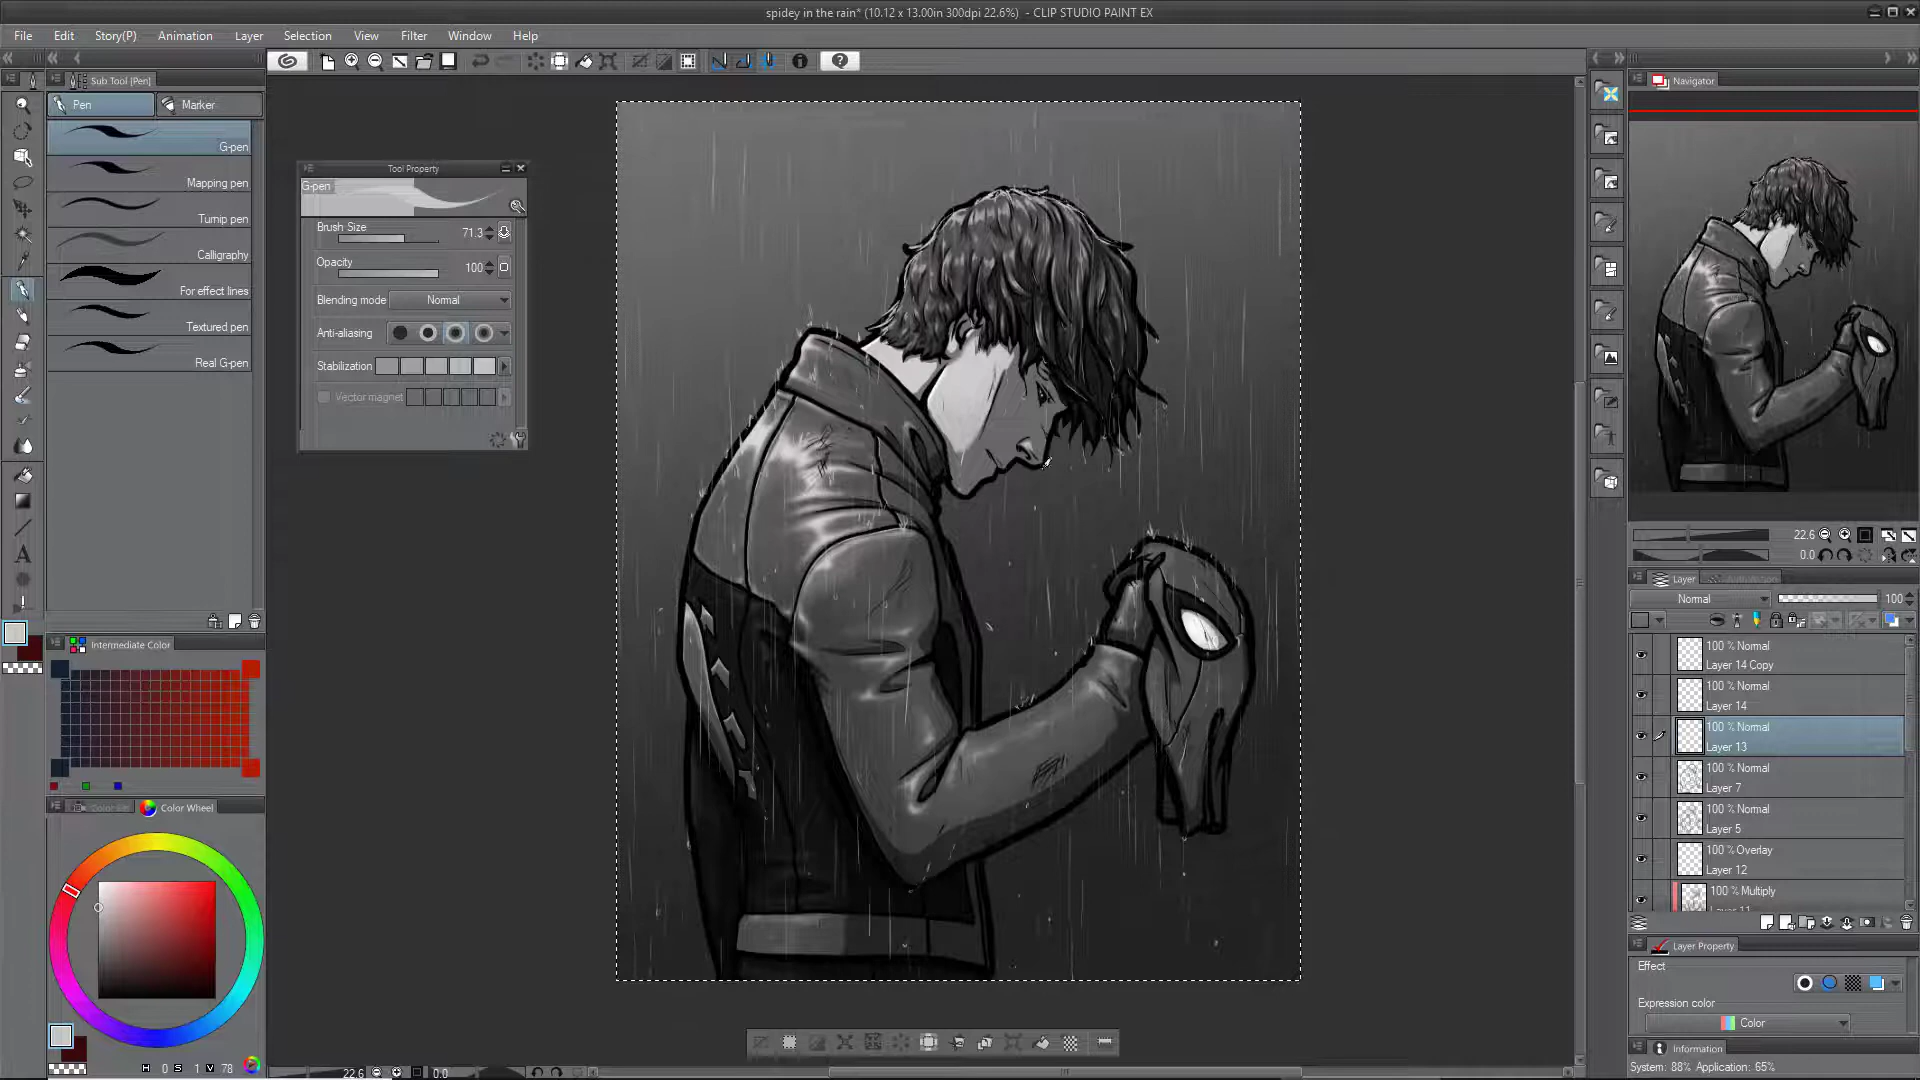 spidey in the rain* (10.12 x 13.00in 300dpi 22.6%) - CLIP STUDIO PAINT EX
File Edit Story(P) Animation Layer Selection View Filter Window Help
Sub Tool [Pen]
Pen Marker
G-pen
Mapping pen
Turnip pen
Calligraphy
For effect lines
Textured pen
Real G-pen
Tool Property
G-pen
Brush Size 71.3
Opacity 100
Blending mode Normal
Anti-aliasing
Stabilization
Vector magnet
Intermediate Color
Color Wheel
H 0 S 1 V 78
22.6 0.0
Navigator
22.6
0.0
Layer
Normal 100
100 % Normal
Layer 14 Copy
100 % Normal
Layer 14
100 % Normal
Layer 13
100 % Normal
Layer 7
100 % Normal
Layer 5
100 % Overlay
Layer 12
100 % Multiply
Layer Property
Effect
Expression color
Color
Information
System: 88% Application: 65%